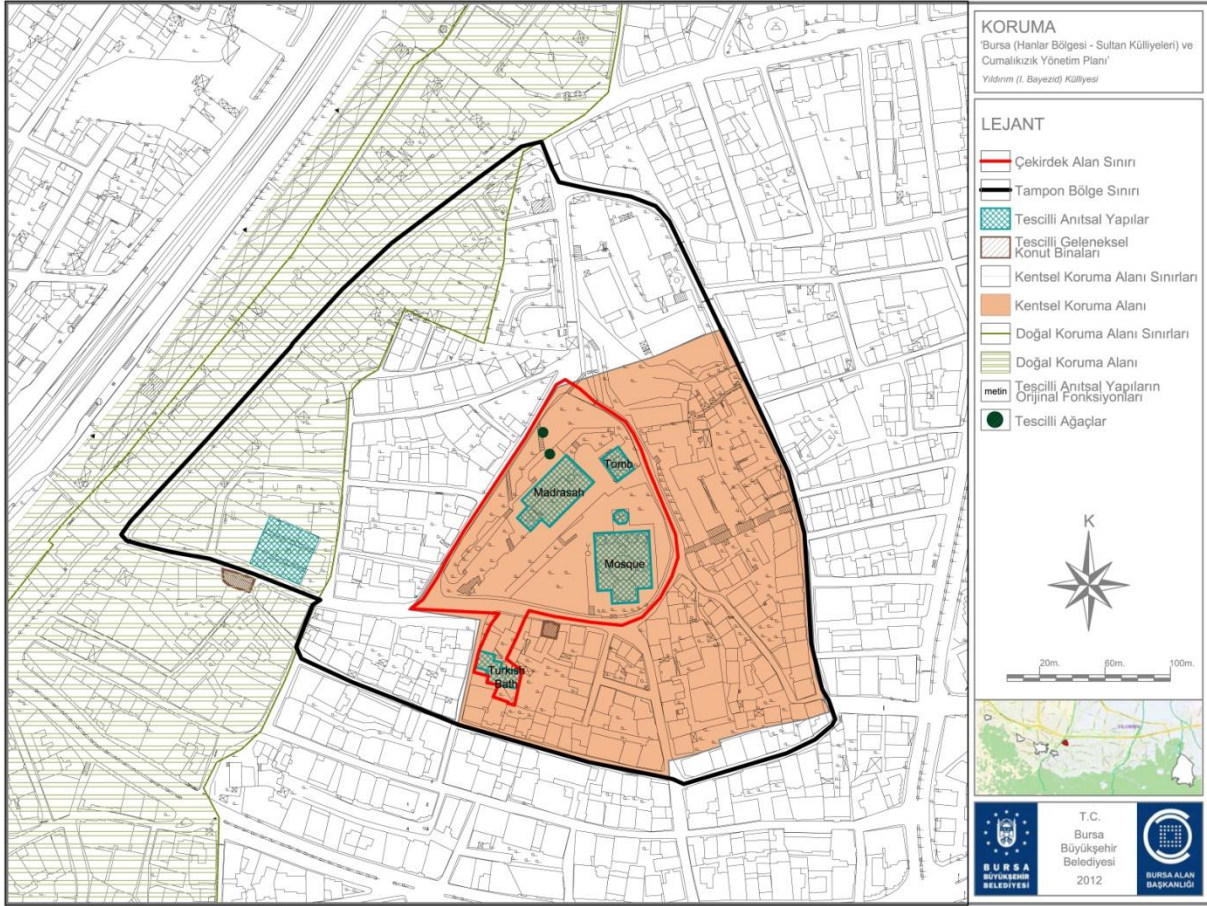 KORUMA
'Bursa (Hanlar Bölgesi - Sultan Külliyeleri) ve
Cumalıkızık Yönetim Planı'
Yıldırım (I. Bayezid) Külliyesi
LEJANT
Çekirdek Alan Sınırı
Tampon Bölge Sınırı
Tescilli Anıtsal Yapılar
Tescilli Geleneksel
Konut Binaları
Kentsel Koruma Alanı Sınırları
Kentsel Koruma Alanı
Doğal Koruma Alanı Sınırları
Doğal Koruma Alanı
metin
Tescilli Anıtsal Yapıların
Orijinal Fonksiyonları
Tescilli Ağaçlar
Tomb
Madrasah
Mosque
Turkish
Bath
K
20m. 60m. 100m.
BURSA
BÜYÜKŞEHİR
BELEDİYESİ
T.C.
Bursa
Büyükşehir
Belediyesi
2012
BURSA ALAN
BAŞKANLIĞI